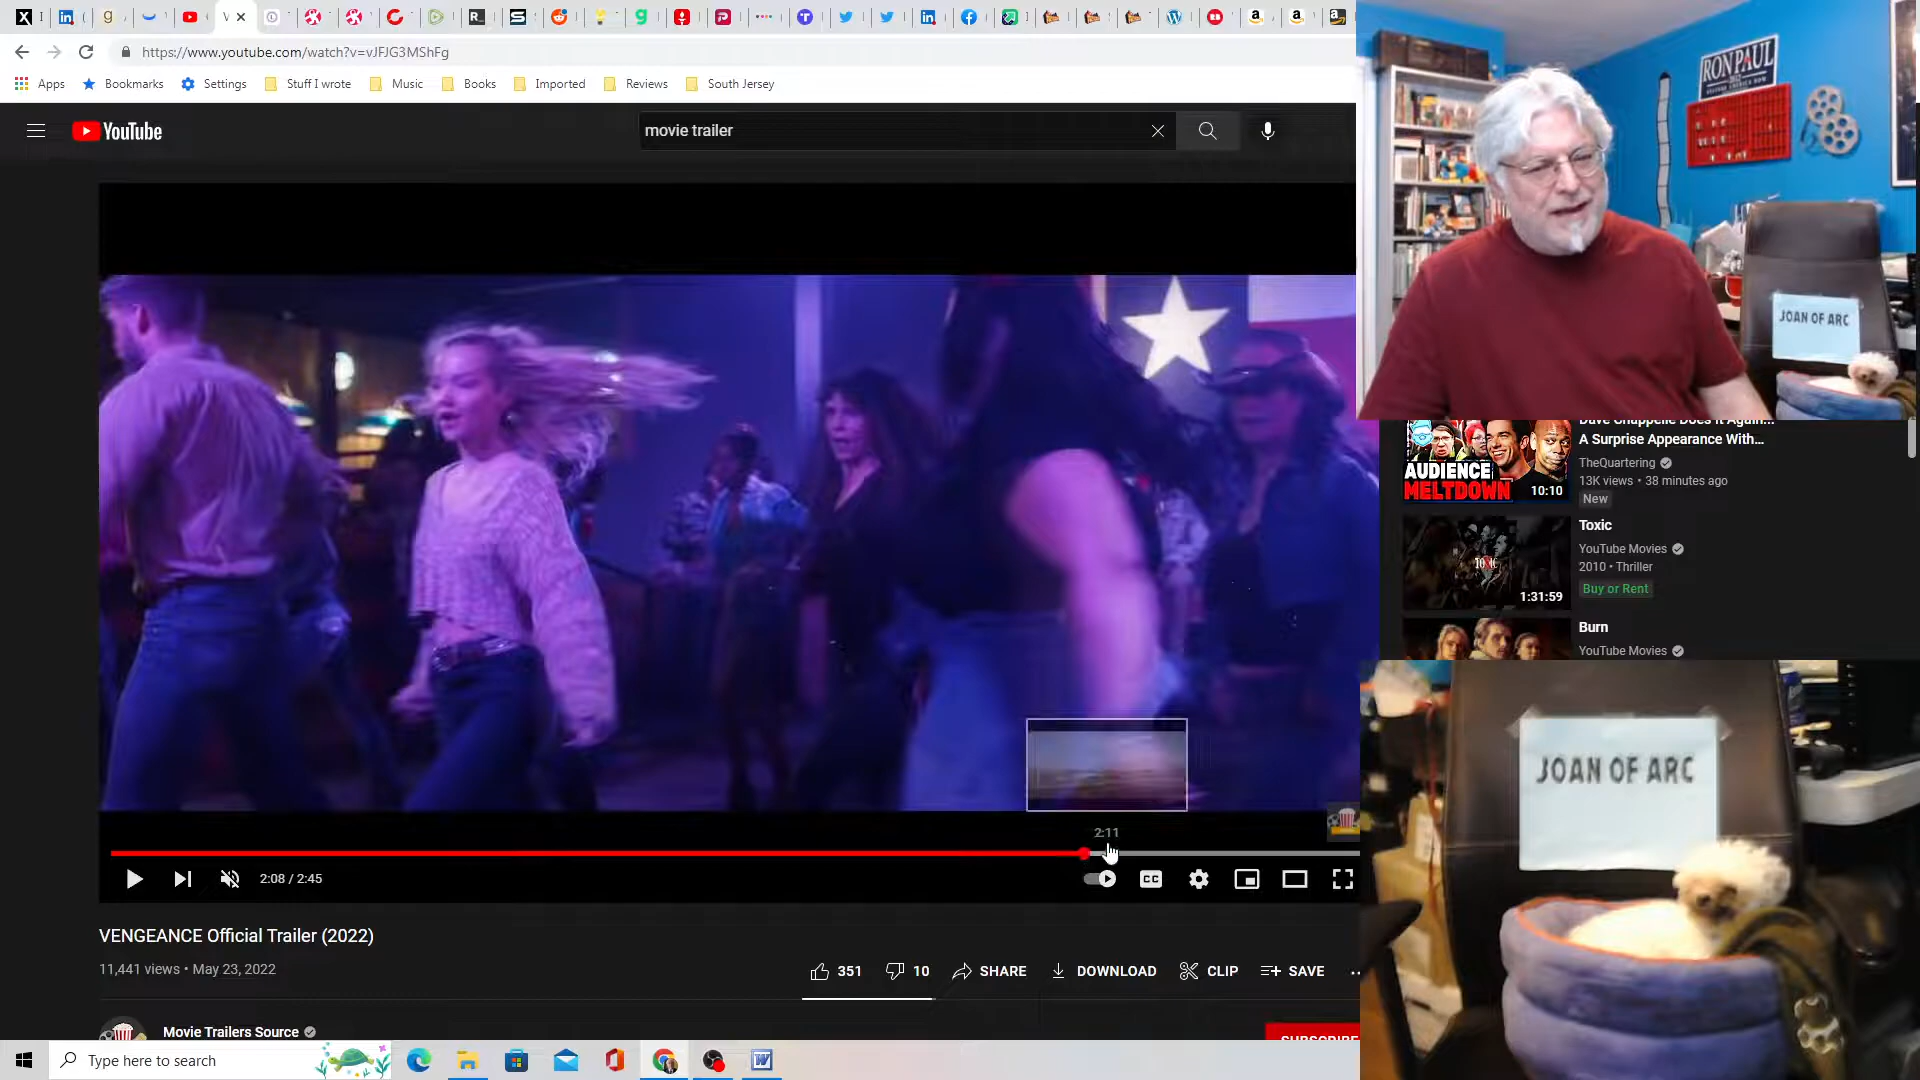 https://www.youtube.com/watch?v=vJFJG3MShFg
Apps
Bookmarks
Settings
Stuff I wrote
Music
Books
Imported
Reviews
South Jersey
YouTube
movie trailer
RON PAUL
JOAN OF ARC
A Surprise Appearance With...
TheQuartering
13K views • 38 minutes ago
New
AUDIENCE
MELTDOWN
10:10
Toxic
YouTube Movies
2010 • Thriller
Buy or Rent
1:31:59
Burn
YouTube Movies
JOAN OF ARC
2:11
2:08 / 2:45
CC
VENGEANCE Official Trailer (2022)
11,441 views • May 23, 2022
351
10
SHARE
DOWNLOAD
CLIP
SAVE
Movie Trailers Source
Type here to search